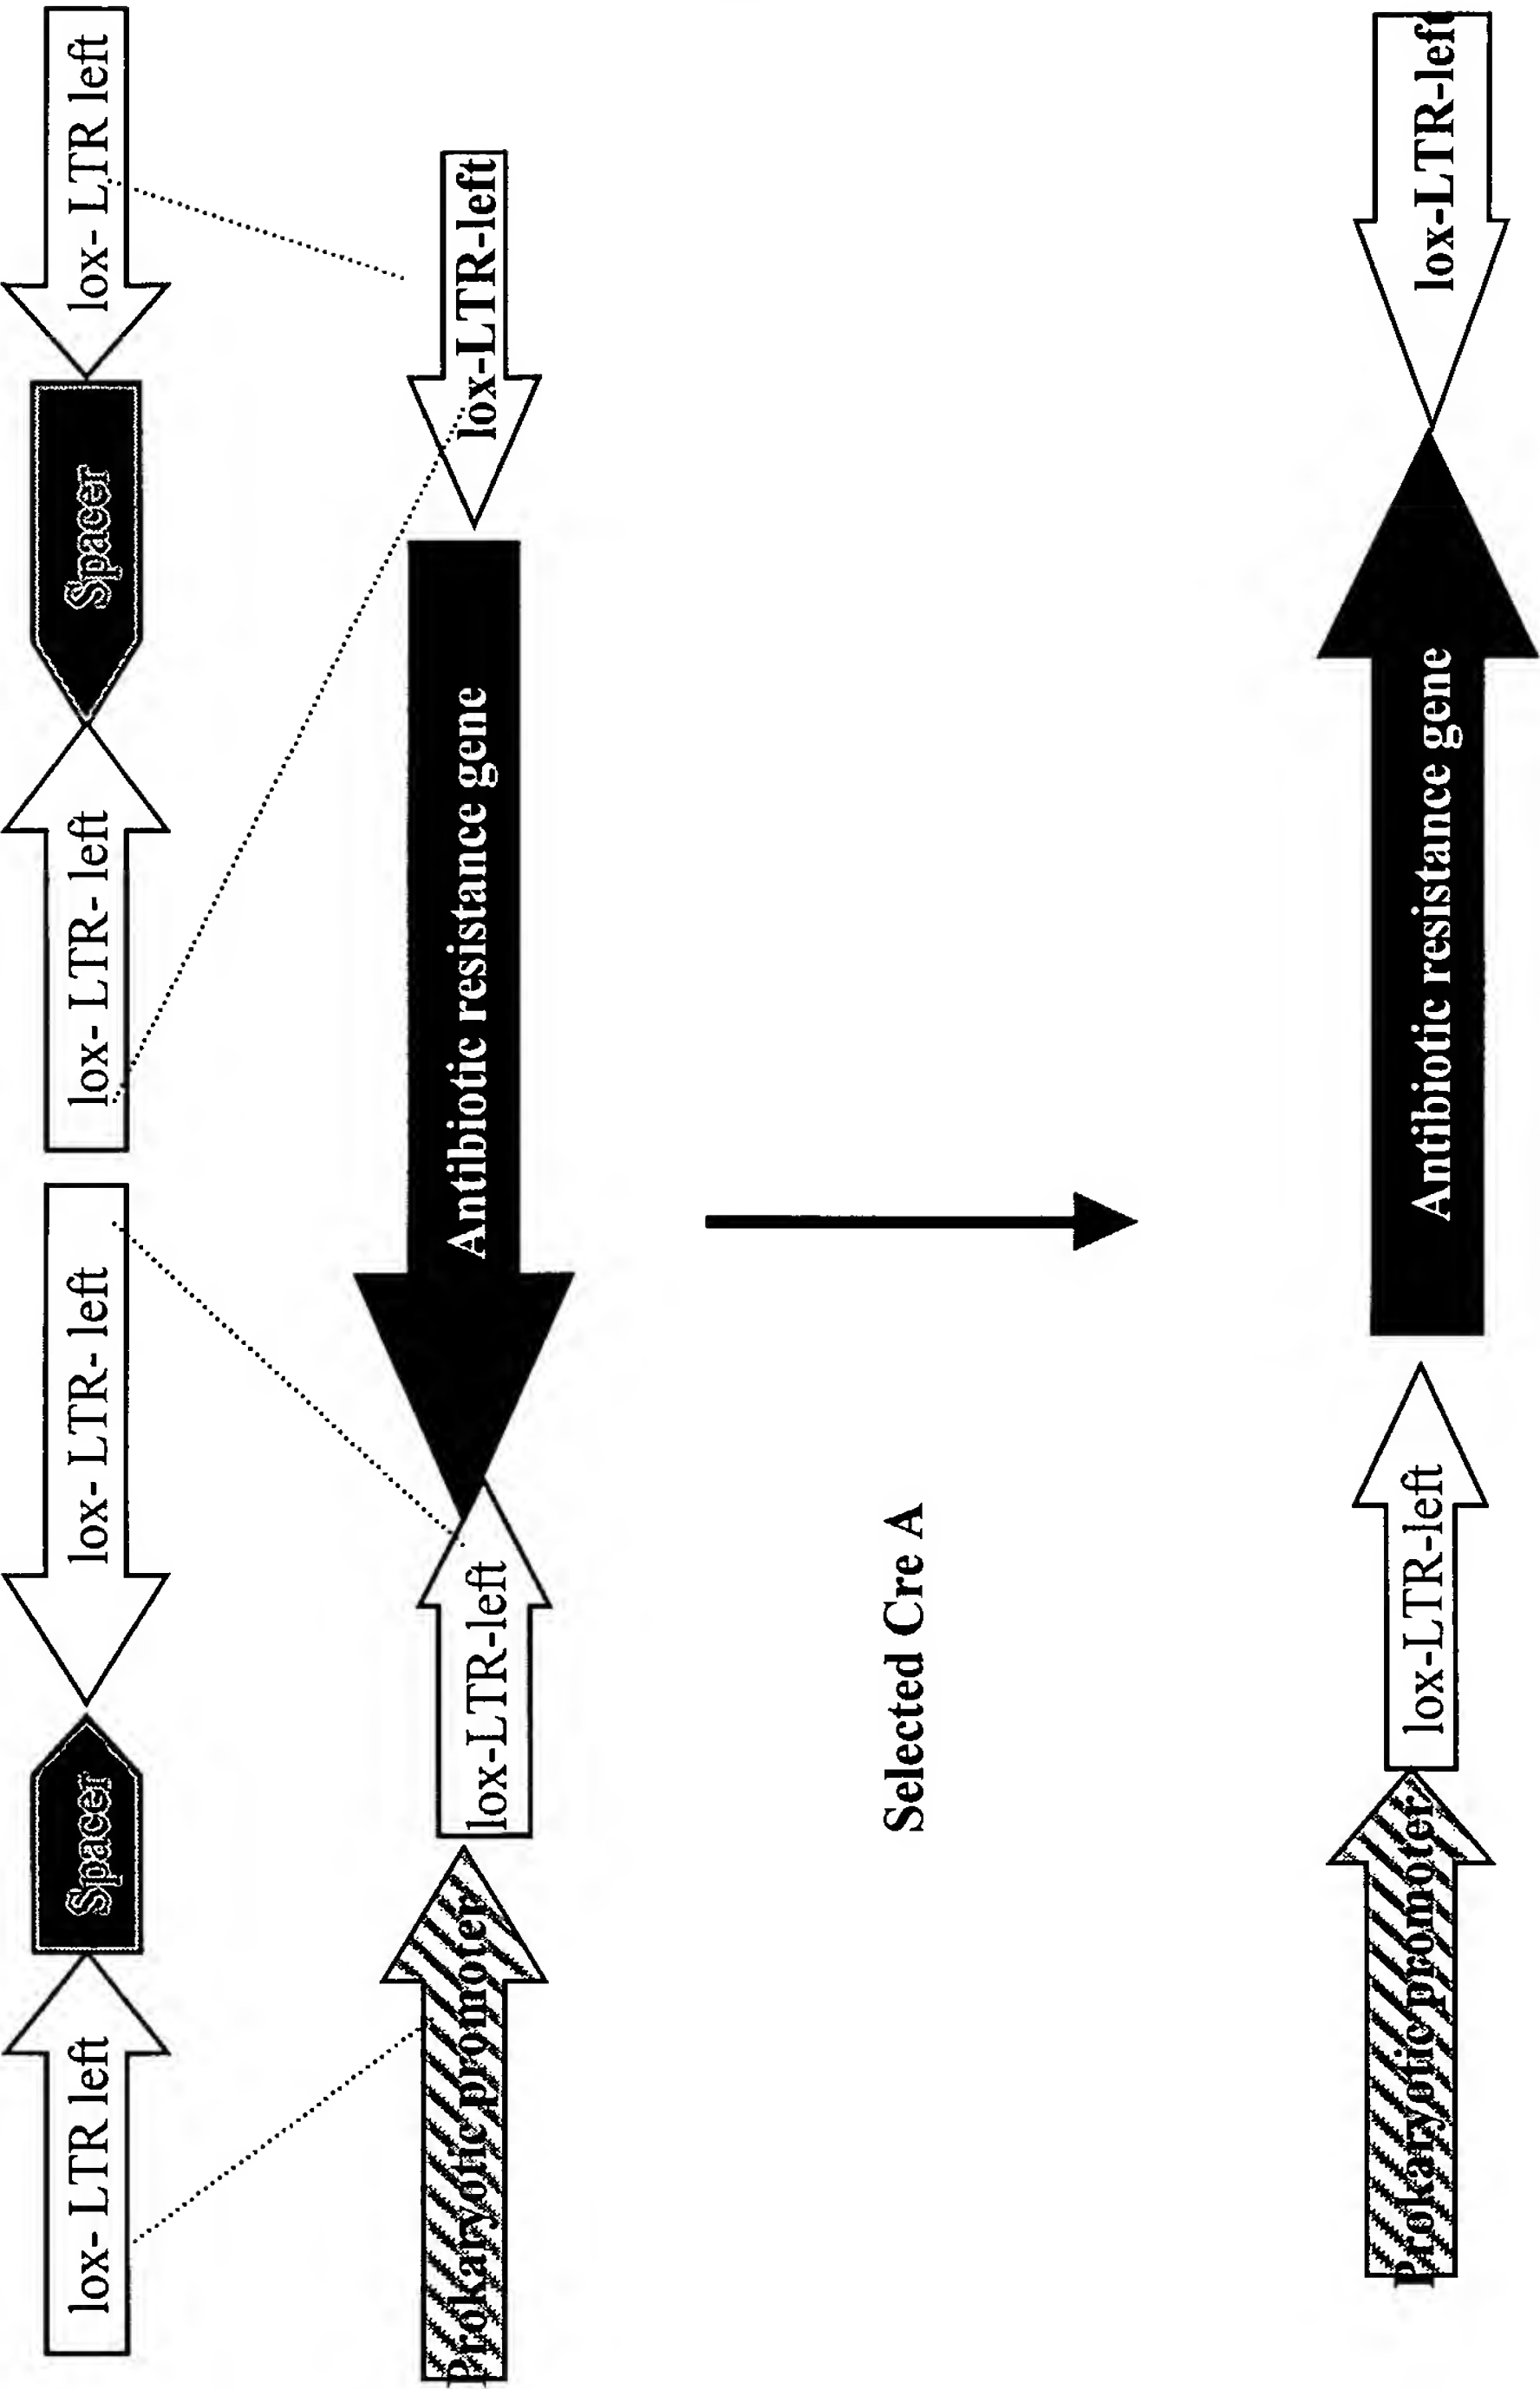 lox- LTR left
Spacer
lox- LTR- left
lox- LTR- left
Spacer
lox- LTR left
Prokaryotic promoter
lox-LTR-left
Antibiotic resistance gene
lox-LTR-left
Selected Cre A
Prokaryotic promoter
lox-LTR-left
Antibiotic resistance gene
lox-LTR-left